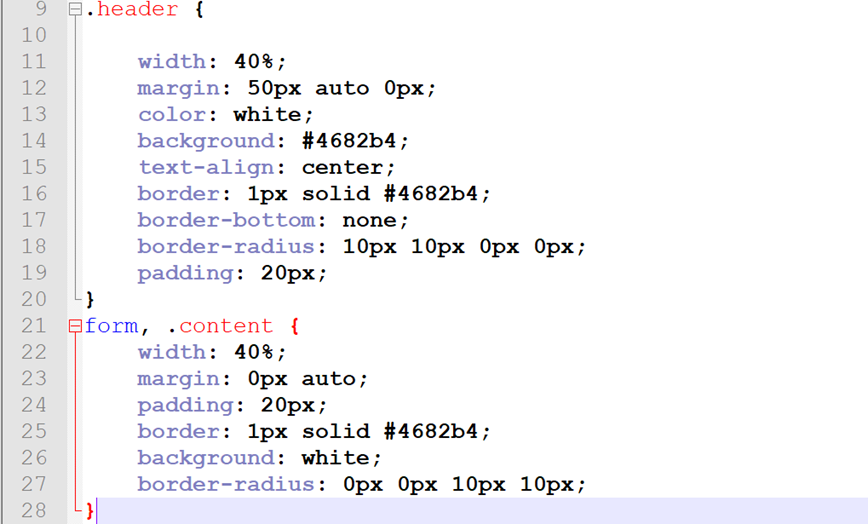 9 .header {
10
11 width: 40%;
12 margin: 50px auto 0px;
13 color: white;
14 background: #4682b4;
15 text-align: center;
16 border: 1px solid #4682b4;
17 border-bottom: none;
18 border-radius: 10px 10px 0px 0px;
19 padding: 20px;
20 }
21 form, .content {
22 width: 40%;
23 margin: 0px auto;
24 padding: 20px;
25 border: 1px solid #4682b4;
26 background: white;
27 border-radius: 0px 0px 10px 10px;
28 }